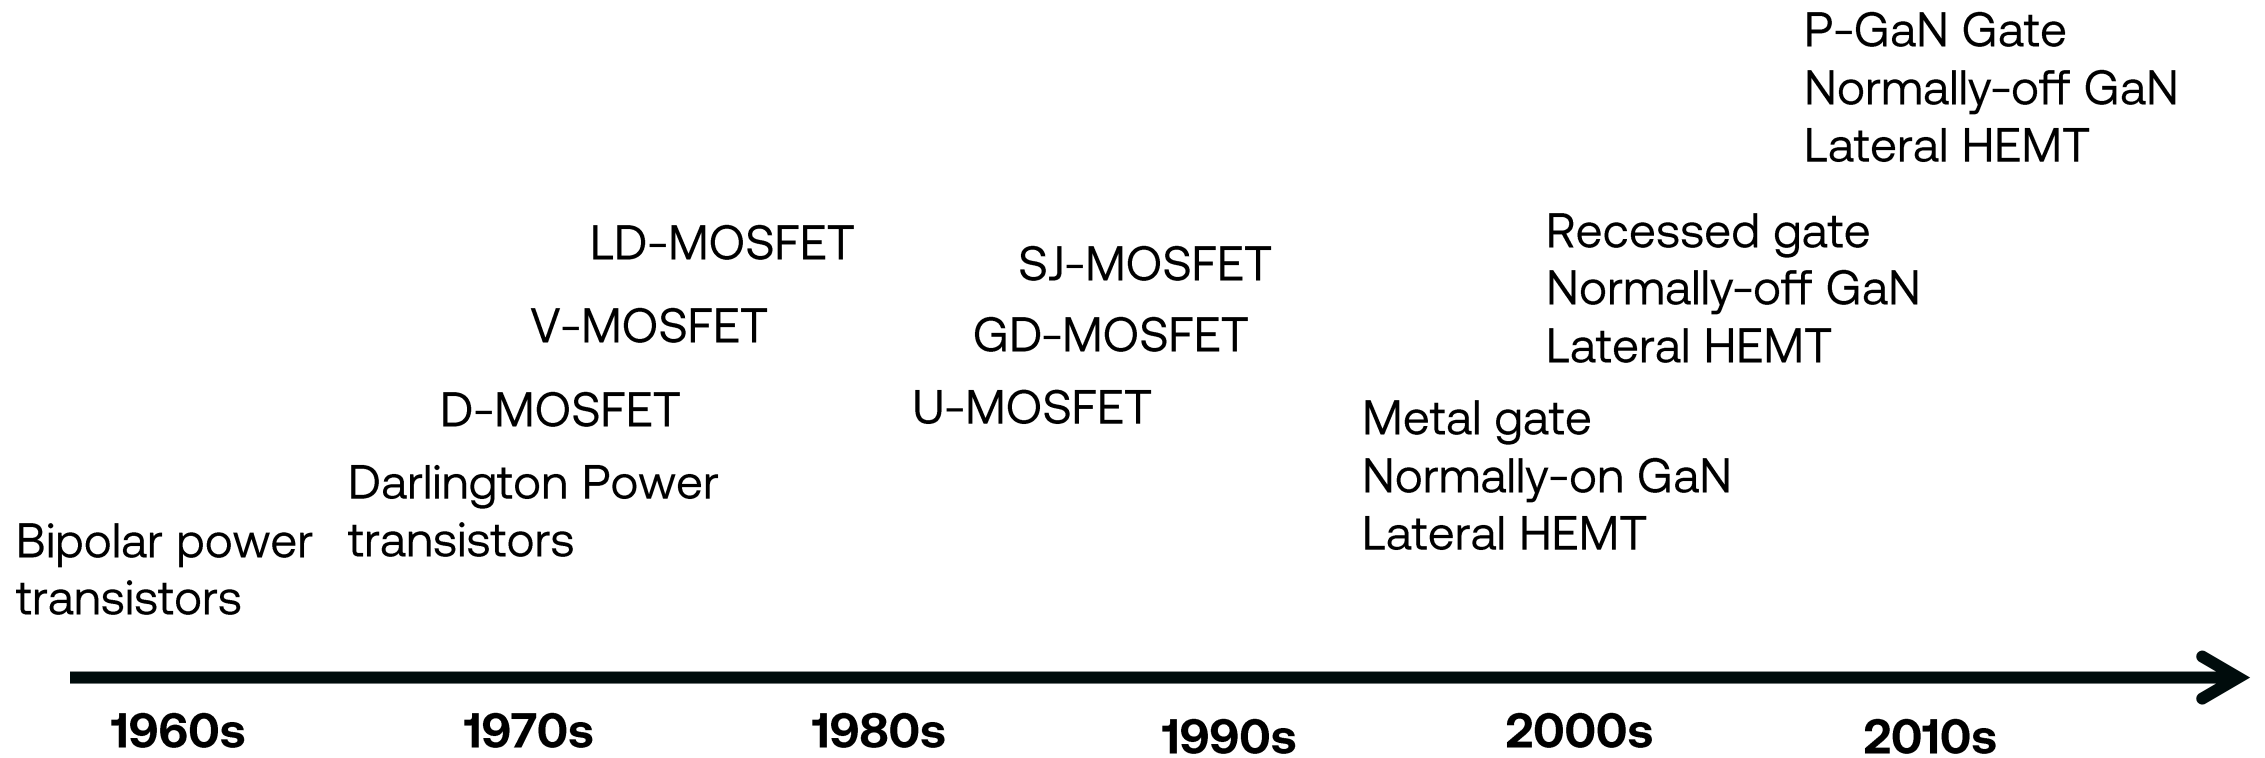 P-GaN Gate
Normally-off GaN
Lateral HEMT
LD-MOSFET
SJ-MOSFET
Recessed gate
Normally-off GaN
Lateral HEMT
V-MOSFET
GD-MOSFET
D-MOSFET
U-MOSFET
Metal gate
Normally-on GaN
Lateral HEMT
Darlington Power
transistors
Bipolar power
transistors
1960s
1970s
1980s
1990s
2000s
2010s